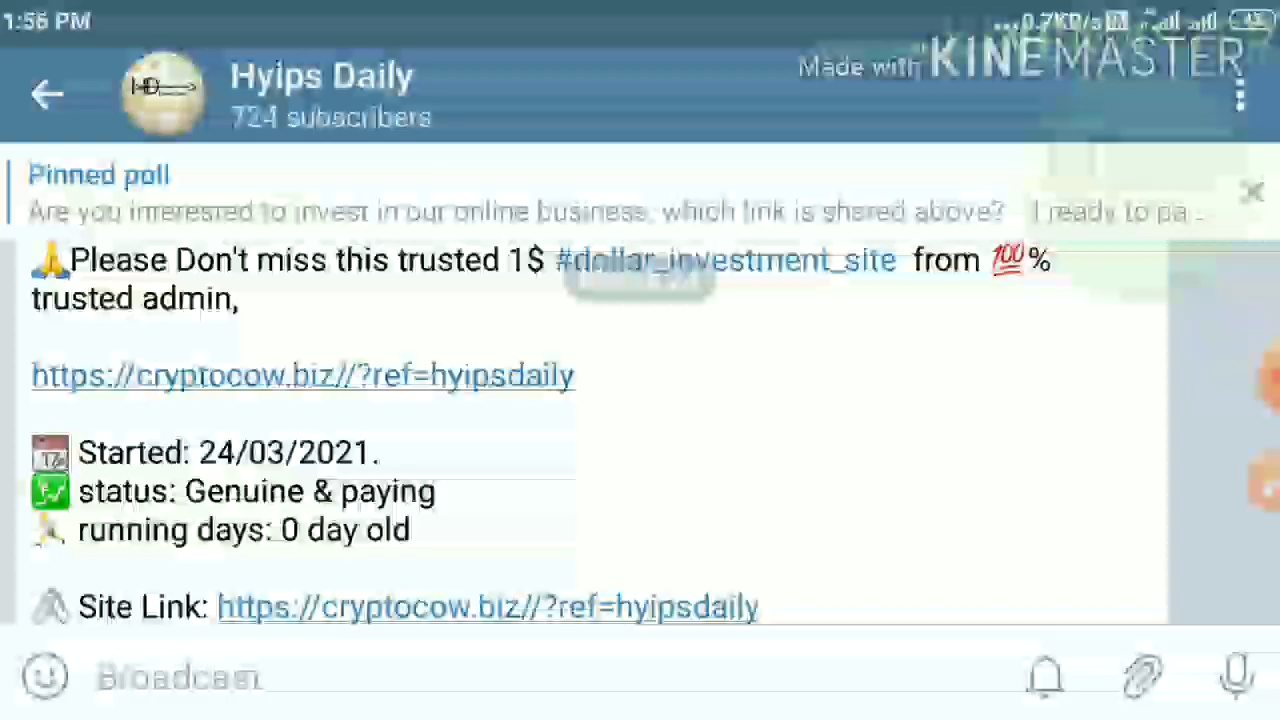 1:56 PM
0.7KB/s
Made with KINEMASTER
Hyips Daily
724 subscribers
Pinned poll
Are you interested to invest in our online business, which link is shared above? I ready to pa...
🙏Please Don't miss this trusted 1$ #dollar_investment_site from 💯%
trusted admin,
https://cryptocow.biz//?ref=hyipsdaily
📆 Started: 24/03/2021.
💹 status: Genuine & paying
🏃 running days: 0 day old
🖇 Site Link: https://cryptocow.biz//?ref=hyipsdaily
Broadcast